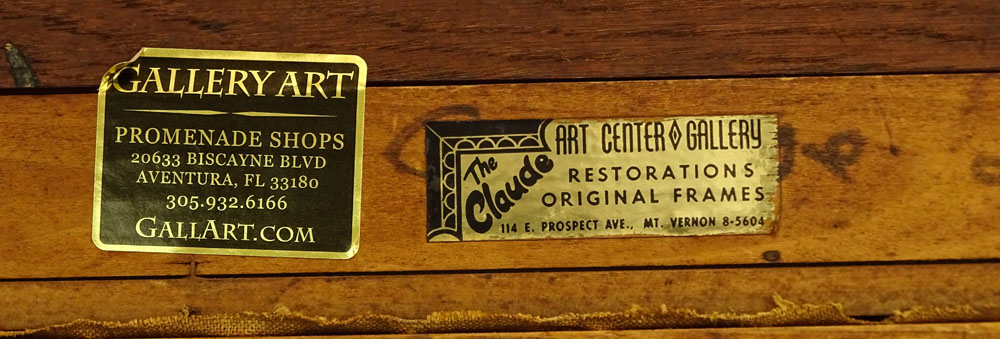 GALLERY ART
PROMENADE SHOPS
20633 BISCAYNE BLVD
AVENTURA, FL 33180
305.932.6166
GALLART.COM
The Claude
ART CENTER GALLERY
RESTORATIONS
ORIGINAL FRAMES
114 E. PROSPECT AVE., MT. VERNON 8-5604